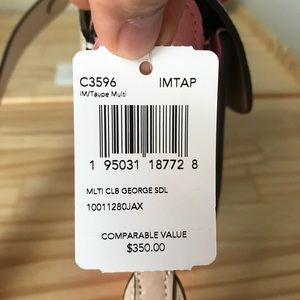 C3596 IMTAP
IM/Taupe Multi
1 95031 18772 8
MLTI CLB GEORGE SDL
10011280JAX
COMPARABLE VALUE
$350.00